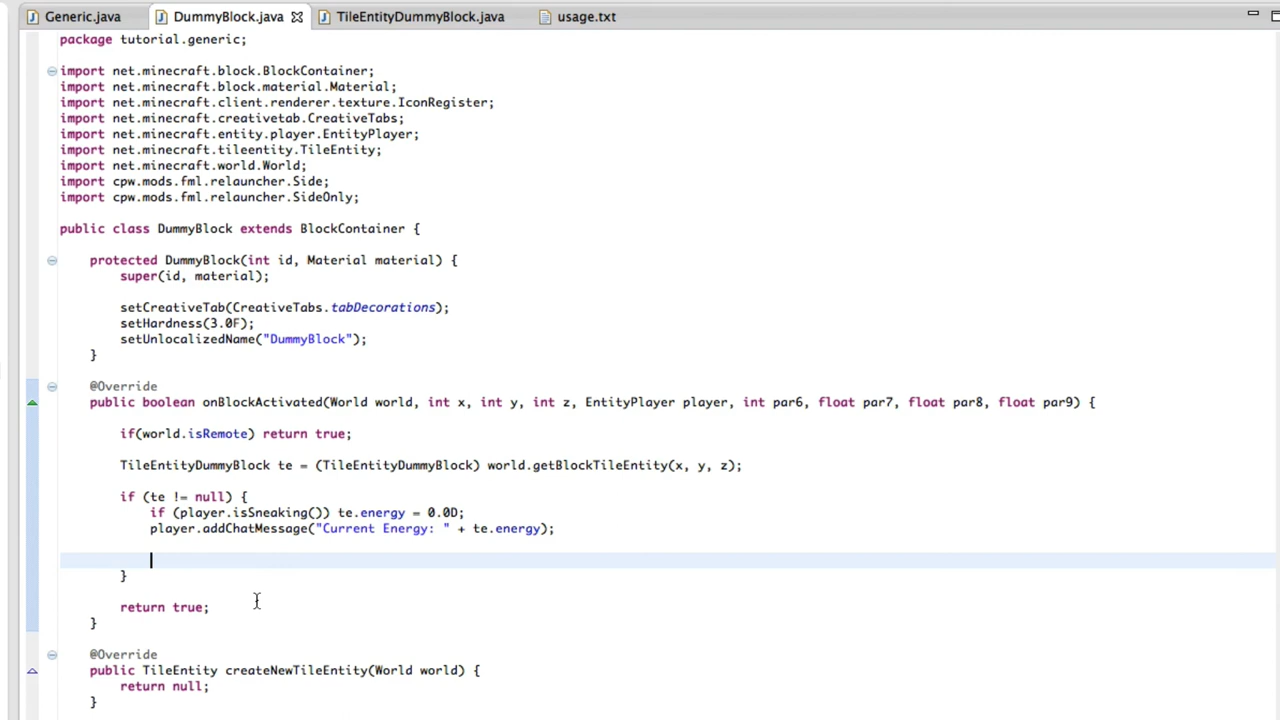 Generic.java DummyBlock.java TileEntityDummyBlock.java usage.txt
package tutorial.generic;
import net.minecraft.block.BlockContainer;
import net.minecraft.block.material.Material;
import net.minecraft.client.renderer.texture.IconRegister;
import net.minecraft.creativetab.CreativeTabs;
import net.minecraft.entity.player.EntityPlayer;
import net.minecraft.tileentity.TileEntity;
import net.minecraft.world.World;
import cpw.mods.fml.relauncher.Side;
import cpw.mods.fml.relauncher.SideOnly;
public class DummyBlock extends BlockContainer {
protected DummyBlock(int id, Material material) {
super(id, material);
setCreativeTab(CreativeTabs.tabDecorations);
setHardness(3.0F);
setUnlocalizedName("DummyBlock");
}
@Override
public boolean onBlockActivated(World world, int x, int y, int z, EntityPlayer player, int par6, float par7, float par8, float par9) {
if(world.isRemote) return true;
TileEntityDummyBlock te = (TileEntityDummyBlock) world.getBlockTileEntity(x, y, z);
if (te != null) {
if (player.isSneaking()) te.energy = 0.0D;
player.addChatMessage("Current Energy: " + te.energy);
}
return true;
}
@Override
public TileEntity createNewTileEntity(World world) {
return null;
}